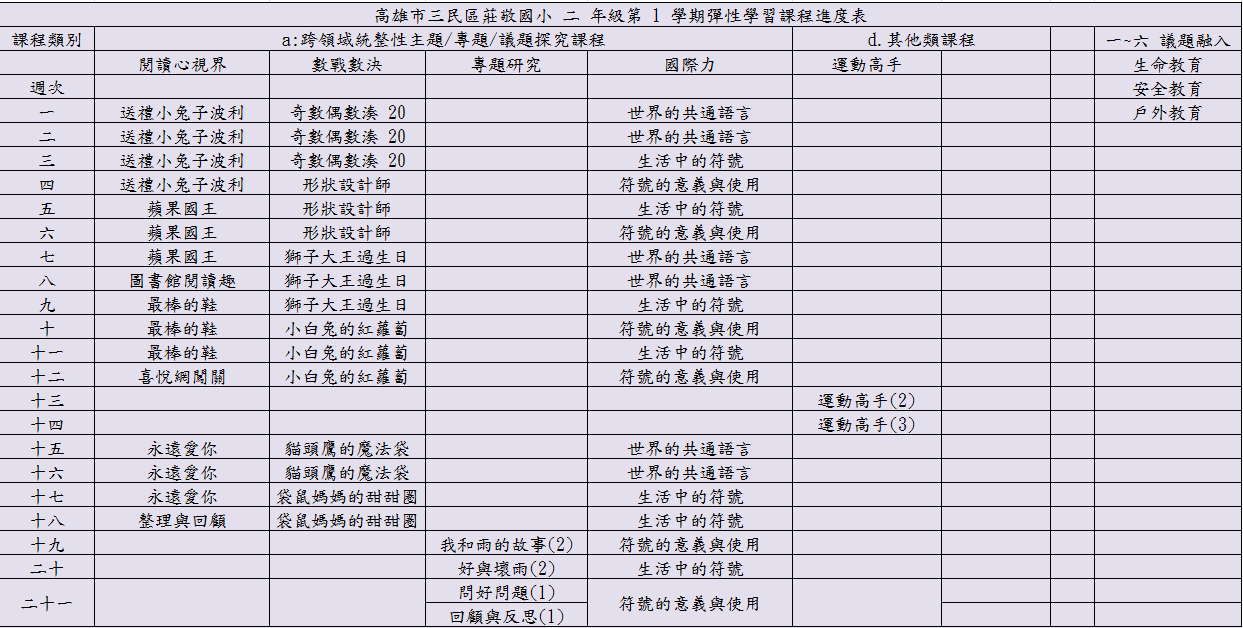 高雄市三民區莊敬國小 二 年級第 1 學期彈性學習課程進度表
課程類別 a:跨領域統整性主題/專題/議題探究課程 d.其他類課程 一~六 議題融入
閱讀心視界 數戰數決 專題研究 國際力 運動高手 生命教育
週次 安全教育
一 送禮小兔子波利 奇數偶數湊 20 世界的共通語言 戶外教育
二 送禮小兔子波利 奇數偶數湊 20 世界的共通語言
三 送禮小兔子波利 奇數偶數湊 20 生活中的符號
四 送禮小兔子波利 形狀設計師 符號的意義與使用
五 蘋果國王 形狀設計師 生活中的符號
六 蘋果國王 形狀設計師 符號的意義與使用
七 蘋果國王 獅子大王過生日 世界的共通語言
八 圖書館閱讀趣 獅子大王過生日 世界的共通語言
九 最棒的鞋 獅子大王過生日 生活中的符號
十 最棒的鞋 小白兔的紅蘿蔔 符號的意義與使用
十一 最棒的鞋 小白兔的紅蘿蔔 生活中的符號
十二 喜悅網闖關 小白兔的紅蘿蔔 符號的意義與使用
十三 運動高手(2)
十四 運動高手(3)
十五 永遠愛你 貓頭鷹的魔法袋 世界的共通語言
十六 永遠愛你 貓頭鷹的魔法袋 世界的共通語言
十七 永遠愛你 袋鼠媽媽的甜甜圈 生活中的符號
十八 整理與回顧 袋鼠媽媽的甜甜圈 生活中的符號
十九 我和雨的故事(2) 符號的意義與使用
二十 好與壞雨(2) 生活中的符號
二十一 問好問題(1) 符號的意義與使用
回顧與反思(1)